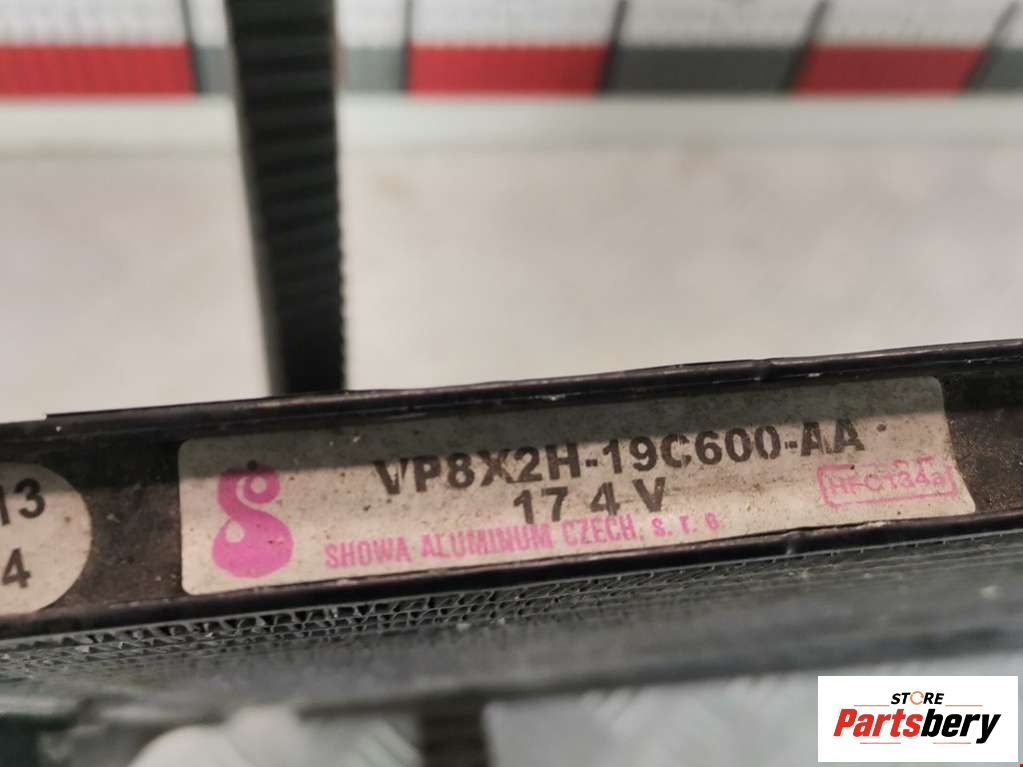 13
4
VP8X2H-19C600-AA
17 4 V
HFC134a
SHOWA ALUMINUM CZECH, s. r. o
STORE
Partsbery